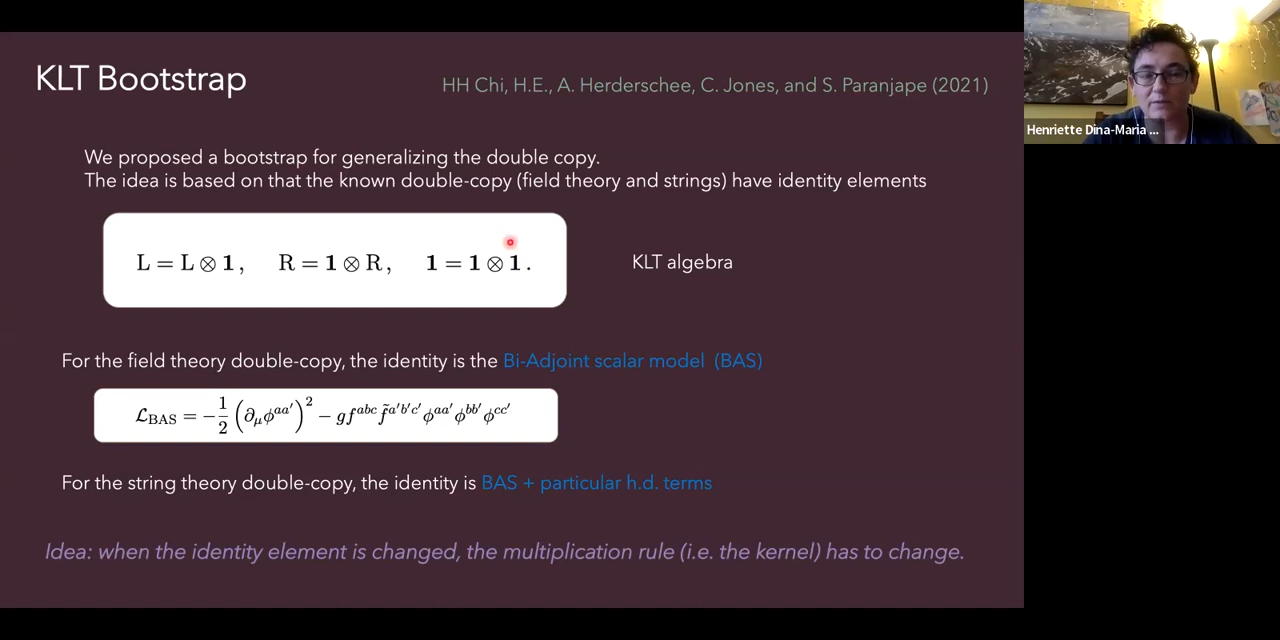 KLT Bootstrap
HH Chi, H.E., A. Herderschee, C. Jones, and S. Paranjape (2021)
Henriette Dina-Maria ...
We proposed a bootstrap for generalizing the double copy.
The idea is based on that the known double-copy (field theory and strings) have identity elements
L = L ⊗ 1, R = 1 ⊗ R, 1 = 1 ⊗ 1.
KLT algebra
For the field theory double-copy, the identity is the Bi-Adjoint scalar model (BAS)
ℒ_BAS = −1/2 (∂_μ φ^{aa′})^2 − g f^{abc} f̃^{a′b′c′} φ^{aa′} φ^{bb′} φ^{cc′}
For the string theory double-copy, the identity is BAS + particular h.d. terms
Idea: when the identity element is changed, the multiplication rule (i.e. the kernel) has to change.